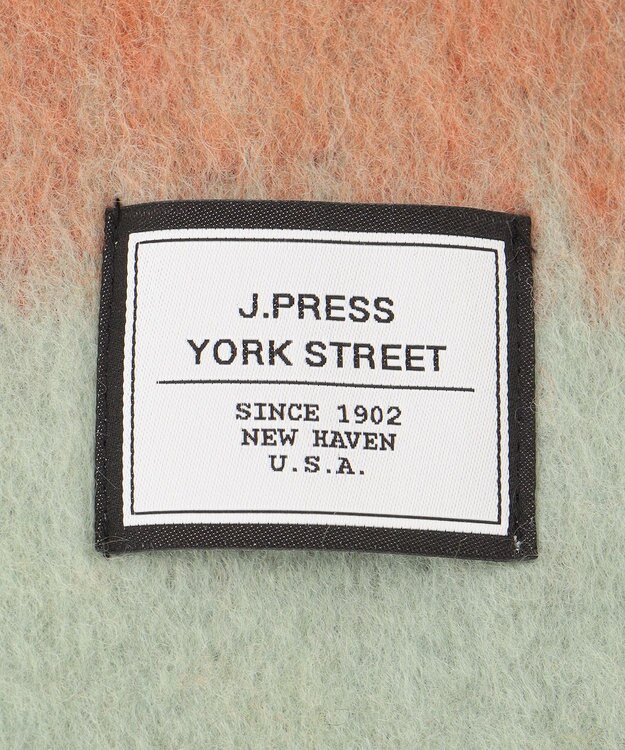 J.PRESS
YORK STREET
SINCE 1902
NEW HAVEN
U.S.A.